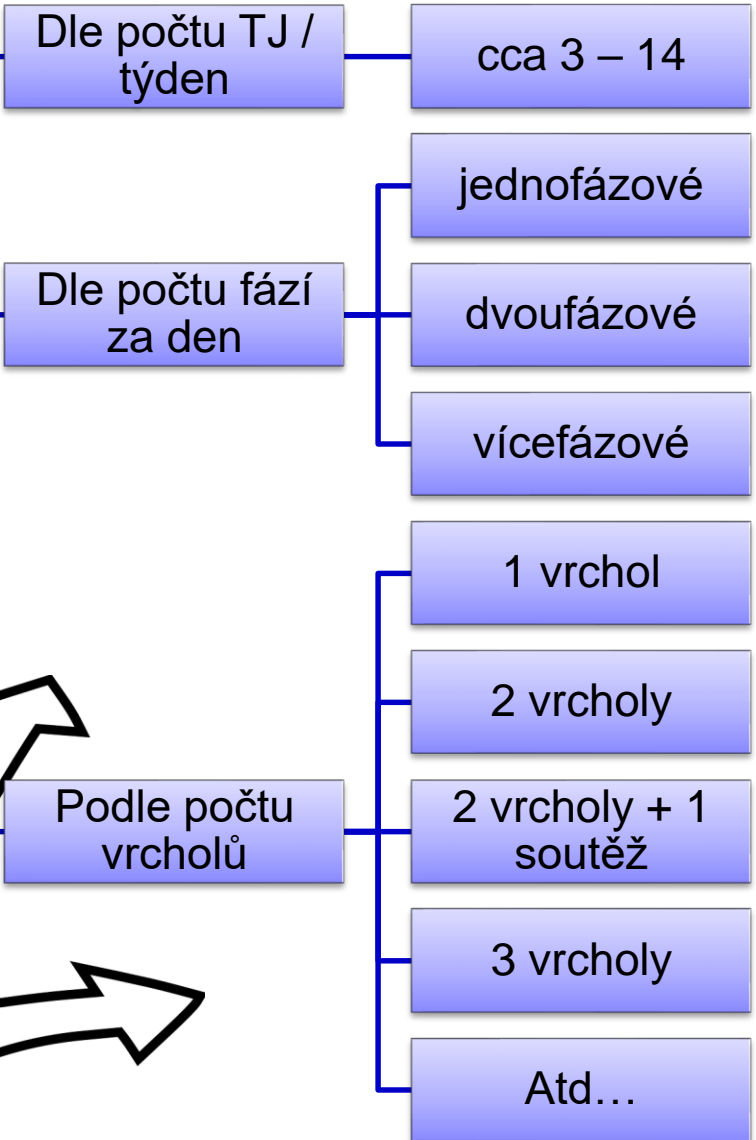 Dle počtu TJ /
týden
cca 3 – 14
Dle počtu fází
za den
jednofázové
dvoufázové
vícefázové
Podle počtu
vrcholů
1 vrchol
2 vrcholy
2 vrcholy + 1
soutěž
3 vrcholy
Atd…